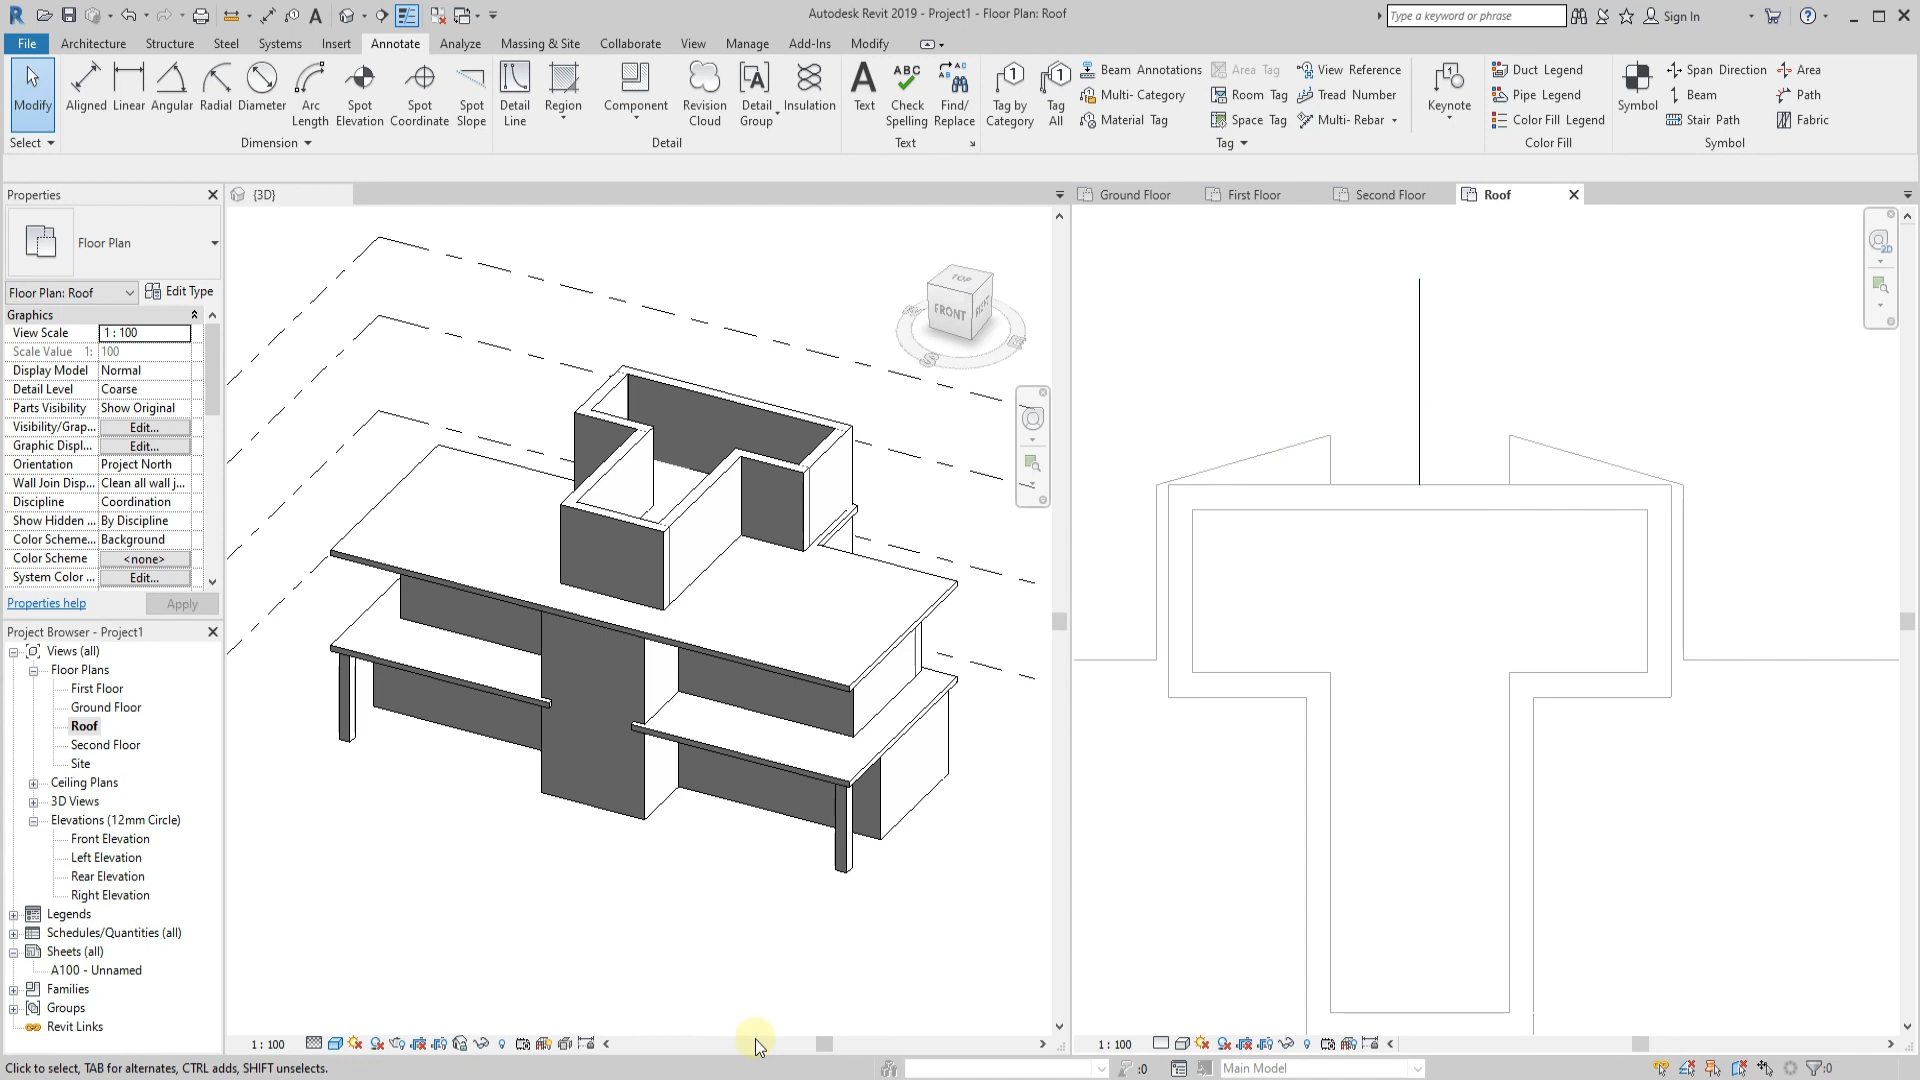 Autodesk Revit 2019 - Project1 - Floor Plan: Roof
Type a keyword or phrase
Sign In
File Architecture Structure Steel Systems Insert Annotate Analyze Massing & Site Collaborate View Manage Add-Ins Modify
Modify
Aligned
Linear
Angular
Radial
Diameter
Arc
Length
Spot
Elevation
Spot
Coordinate
Spot
Slope
Detail
Line
Region
Component
Revision
Cloud
Detail
Group
Insulation
Text
ABC
Check
Spelling
Find/
Replace
Tag by
Category
Tag
All
Beam Annotations
Multi- Category
Material Tag
Area Tag
Room Tag
Space Tag
View Reference
Tread Number
Multi- Rebar
Keynote
Duct Legend
Pipe Legend
Color Fill Legend
Symbol
Span Direction
Beam
Stair Path
Area
Path
Fabric
Select
Dimension
Detail
Text
Tag
Color Fill
Symbol
Properties
Floor Plan
Floor Plan: Roof
Edit Type
Graphics
View Scale 1 : 100
Scale Value 1: 100
Display Model Normal
Detail Level Coarse
Parts Visibility Show Original
Visibility/Grap... Edit...
Graphic Displ... Edit...
Orientation Project North
Wall Join Disp... Clean all wall j...
Discipline Coordination
Show Hidden ... By Discipline
Color Scheme... Background
Color Scheme <none>
System Color ... Edit...
Properties help
Apply
Project Browser - Project1
Views (all)
Floor Plans
First Floor
Ground Floor
Roof
Second Floor
Site
Ceiling Plans
3D Views
Elevations (12mm Circle)
Front Elevation
Left Elevation
Rear Elevation
Right Elevation
Legends
Schedules/Quantities (all)
Sheets (all)
A100 - Unnamed
Families
Groups
Revit Links
{3D}
TOP
FRONT
S
E
1 : 100
Ground Floor First Floor Second Floor Roof
2D
1 : 100
Click to select, TAB for alternates, CTRL adds, SHIFT unselects.
:0
Main Model
:0